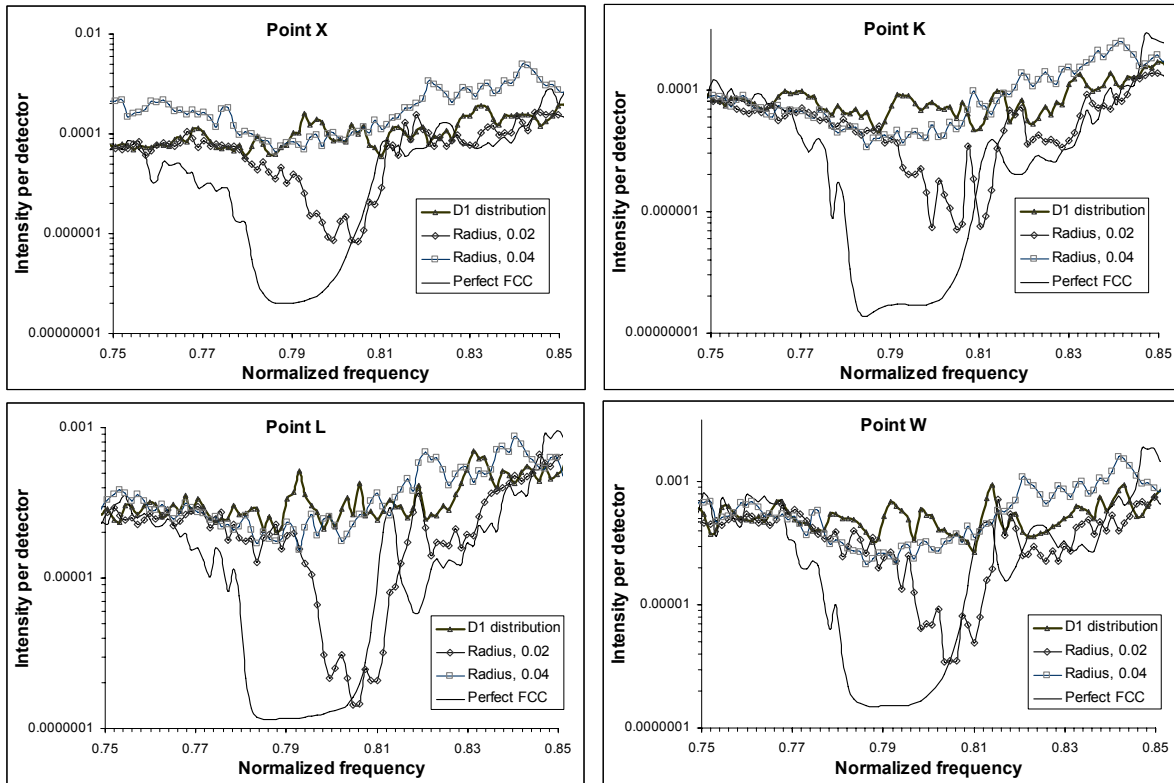 Point X
Intensity per detector
0.01
0.0001
0.000001
0.00000001
D1 distribution
Radius, 0.02
Radius, 0.04
Perfect FCC
0.75 0.77 0.79 0.81 0.83 0.85
Normalized frequency
Point K
Intensity per detector
0.0001
0.000001
0.00000001
D1 distribution
Radius, 0.02
Radius, 0.04
Perfect FCC
0.75 0.77 0.79 0.81 0.83 0.85
Normalized frequency
Point L
Intensity per detector
0.001
0.00001
0.0000001
D1 distribution
Radius, 0.02
Radius, 0.04
Perfect FCC
0.75 0.77 0.79 0.81 0.83 0.85
Normalized frequency
Point W
Intensity per detector
0.001
0.00001
0.0000001
D1 distribution
Radius, 0.02
Radius, 0.04
Perfect FCC
0.75 0.77 0.79 0.81 0.83 0.85
Normalized frequency